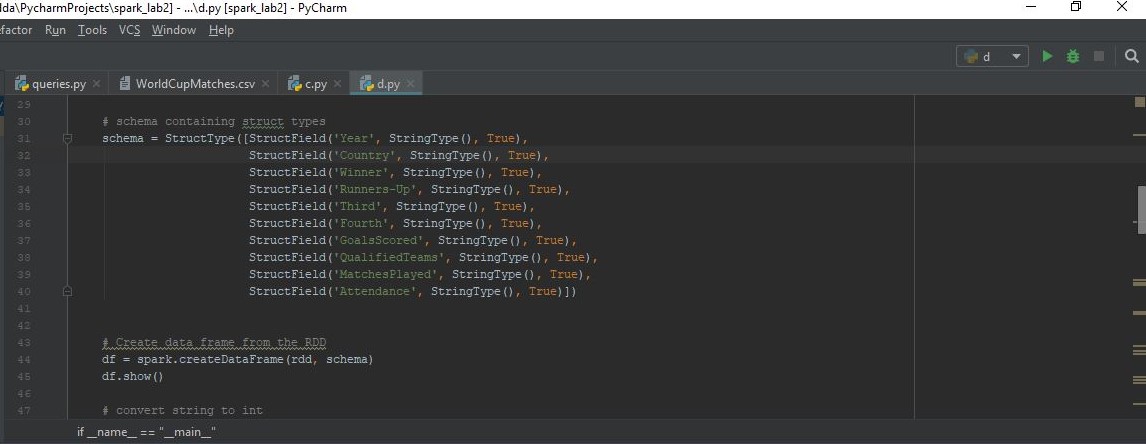 lda\PycharmProjects\spark_lab2] - ...\d.py [spark_lab2] - PyCharm
efactor Run Tools VCS Window Help
d
queries.py WorldCupMatches.csv c.py d.py
29
30 # schema containing struct types
31 schema = StructType([StructField('Year', StringType(), True),
32 StructField('Country', StringType(), True),
33 StructField('Winner', StringType(), True),
34 StructField('Runners-Up', StringType(), True),
35 StructField('Third', StringType(), True),
36 StructField('Fourth', StringType(), True),
37 StructField('GoalsScored', StringType(), True),
38 StructField('QualifiedTeams', StringType(), True),
39 StructField('MatchesPlayed', StringType(), True),
40 StructField('Attendance', StringType(), True)])
41
42
43 # Create data frame from the RDD
44 df = spark.createDataFrame(rdd, schema)
45 df.show()
46
47 # convert string to int
if __name__ == "__main__"